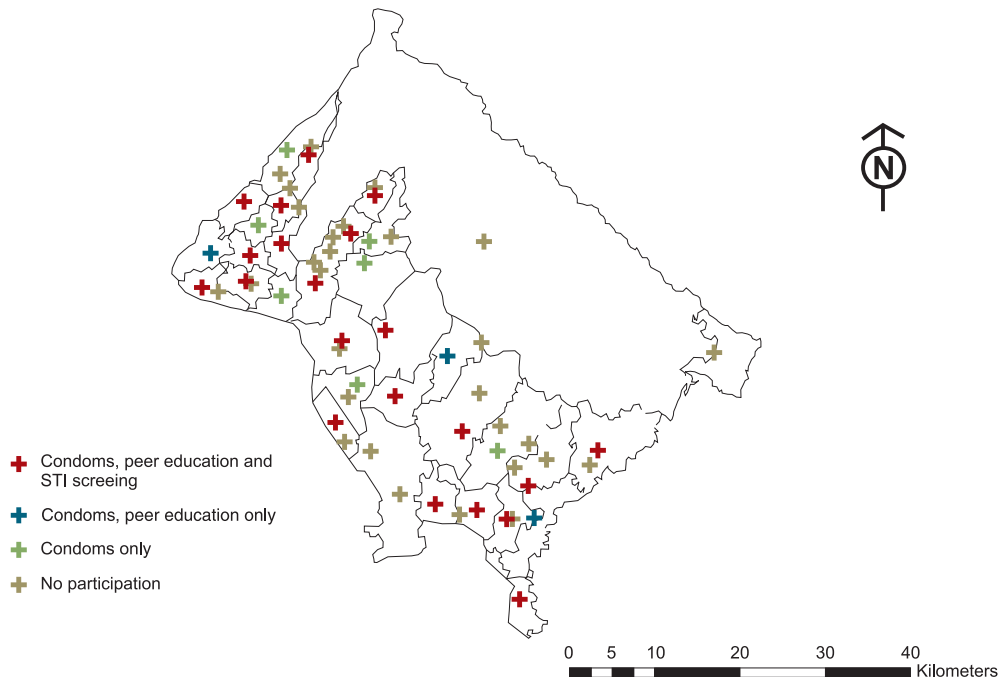 N
Condoms, peer education and
STI screeing
Condoms, peer education only
Condoms only
No participation
0 5 10 20 30 40
Kilometers